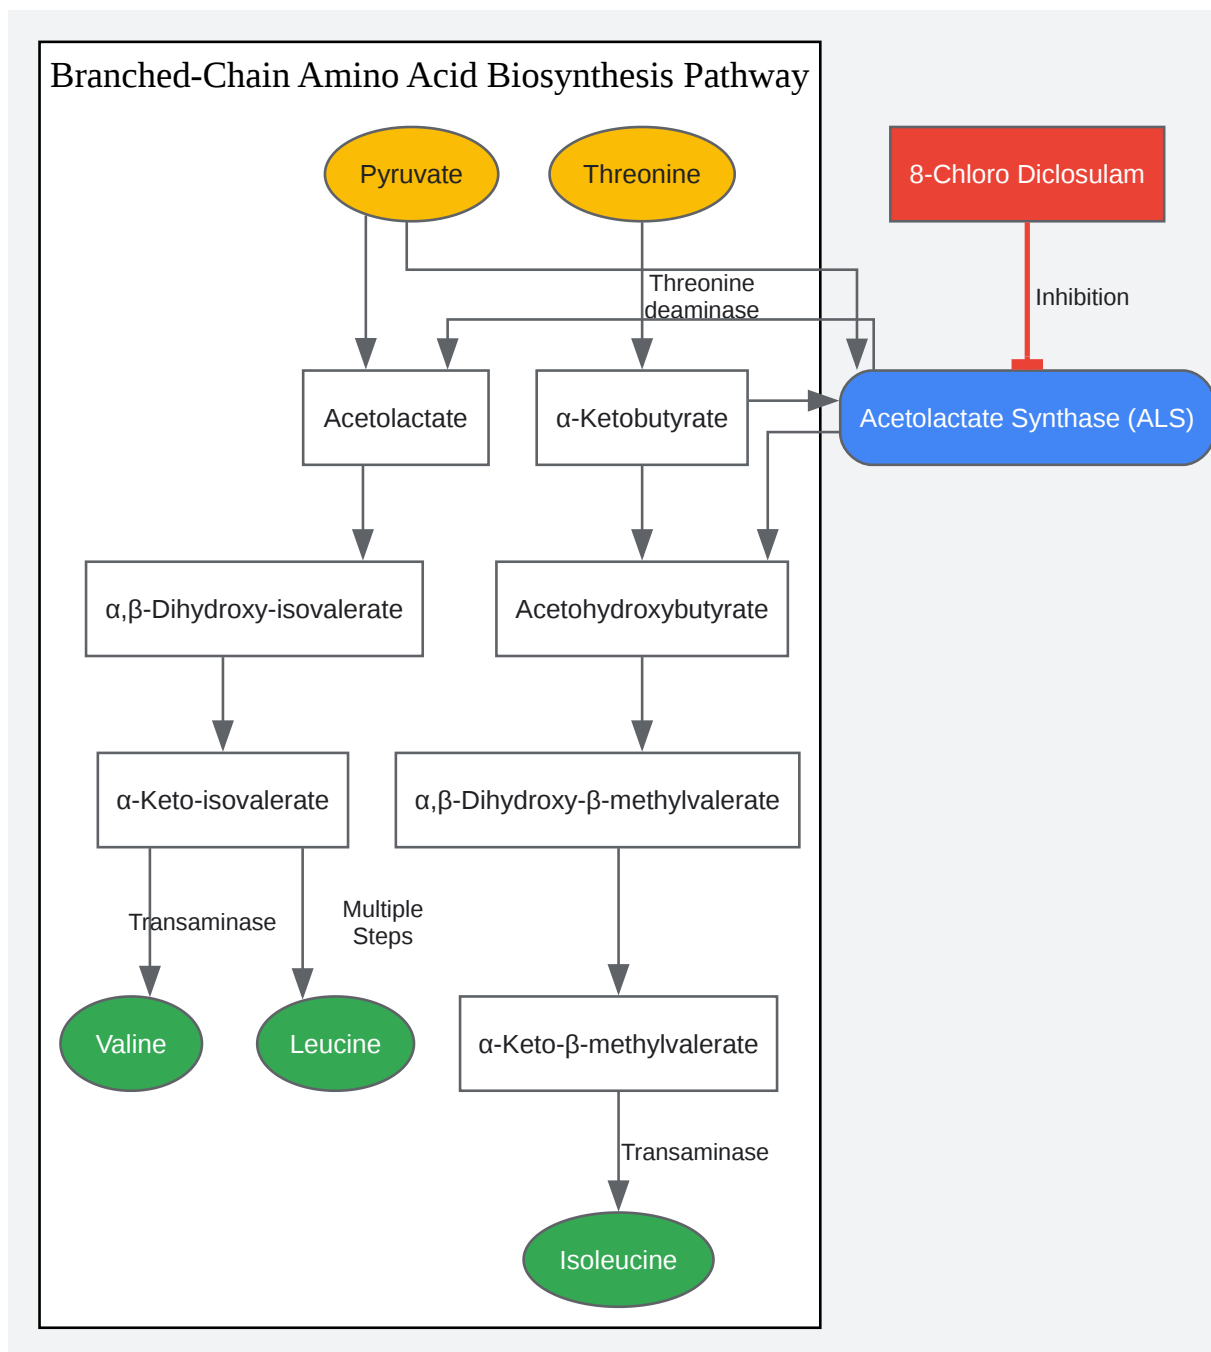 Branched-Chain Amino Acid Biosynthesis Pathway
Pyruvate
Threonine
8-Chloro Diclosulam
Threonine
deaminase
Inhibition
Acetolactate
α-Ketobutyrate
Acetolactate Synthase (ALS)
α,β-Dihydroxy-isovalerate
Acetohydroxybutyrate
α-Keto-isovalerate
α,β-Dihydroxy-β-methylvalerate
Transaminase
Multiple
Steps
Valine
Leucine
α-Keto-β-methylvalerate
Transaminase
Isoleucine